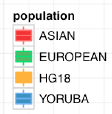 population
ASIAN
EUROPEAN
HG18
YORUBA